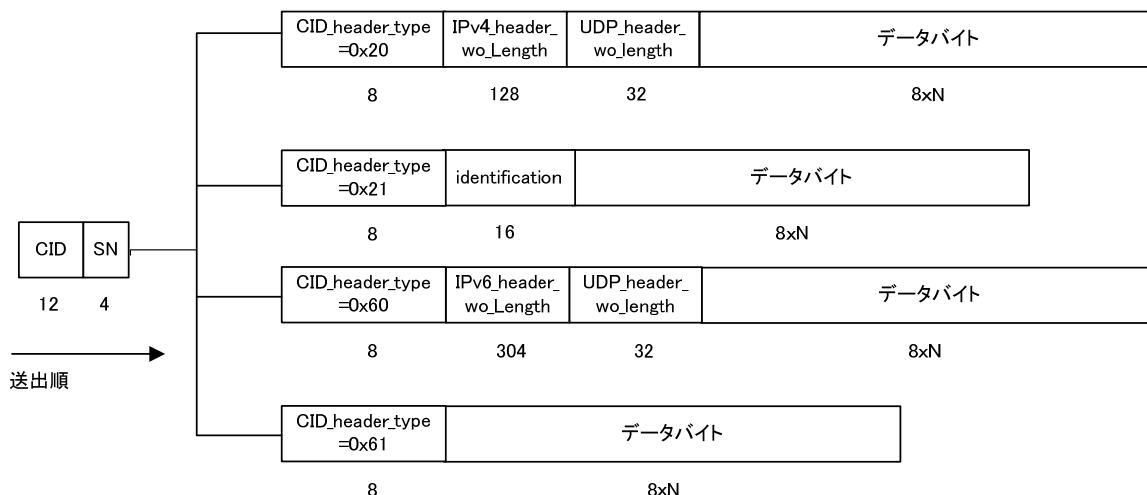 CID_header_type
=0x20
IPv4_header_
wo_Length
UDP_header_
wo_length
データバイト
8
128
32
8xN
CID_header_type
=0x21
identification
データバイト
8
16
8xN
CID
SN
12
4
送出順
CID_header_type
=0x60
IPv6_header_
wo_Length
UDP_header_
wo_length
データバイト
8
304
32
8xN
CID_header_type
=0x61
データバイト
8
8xN